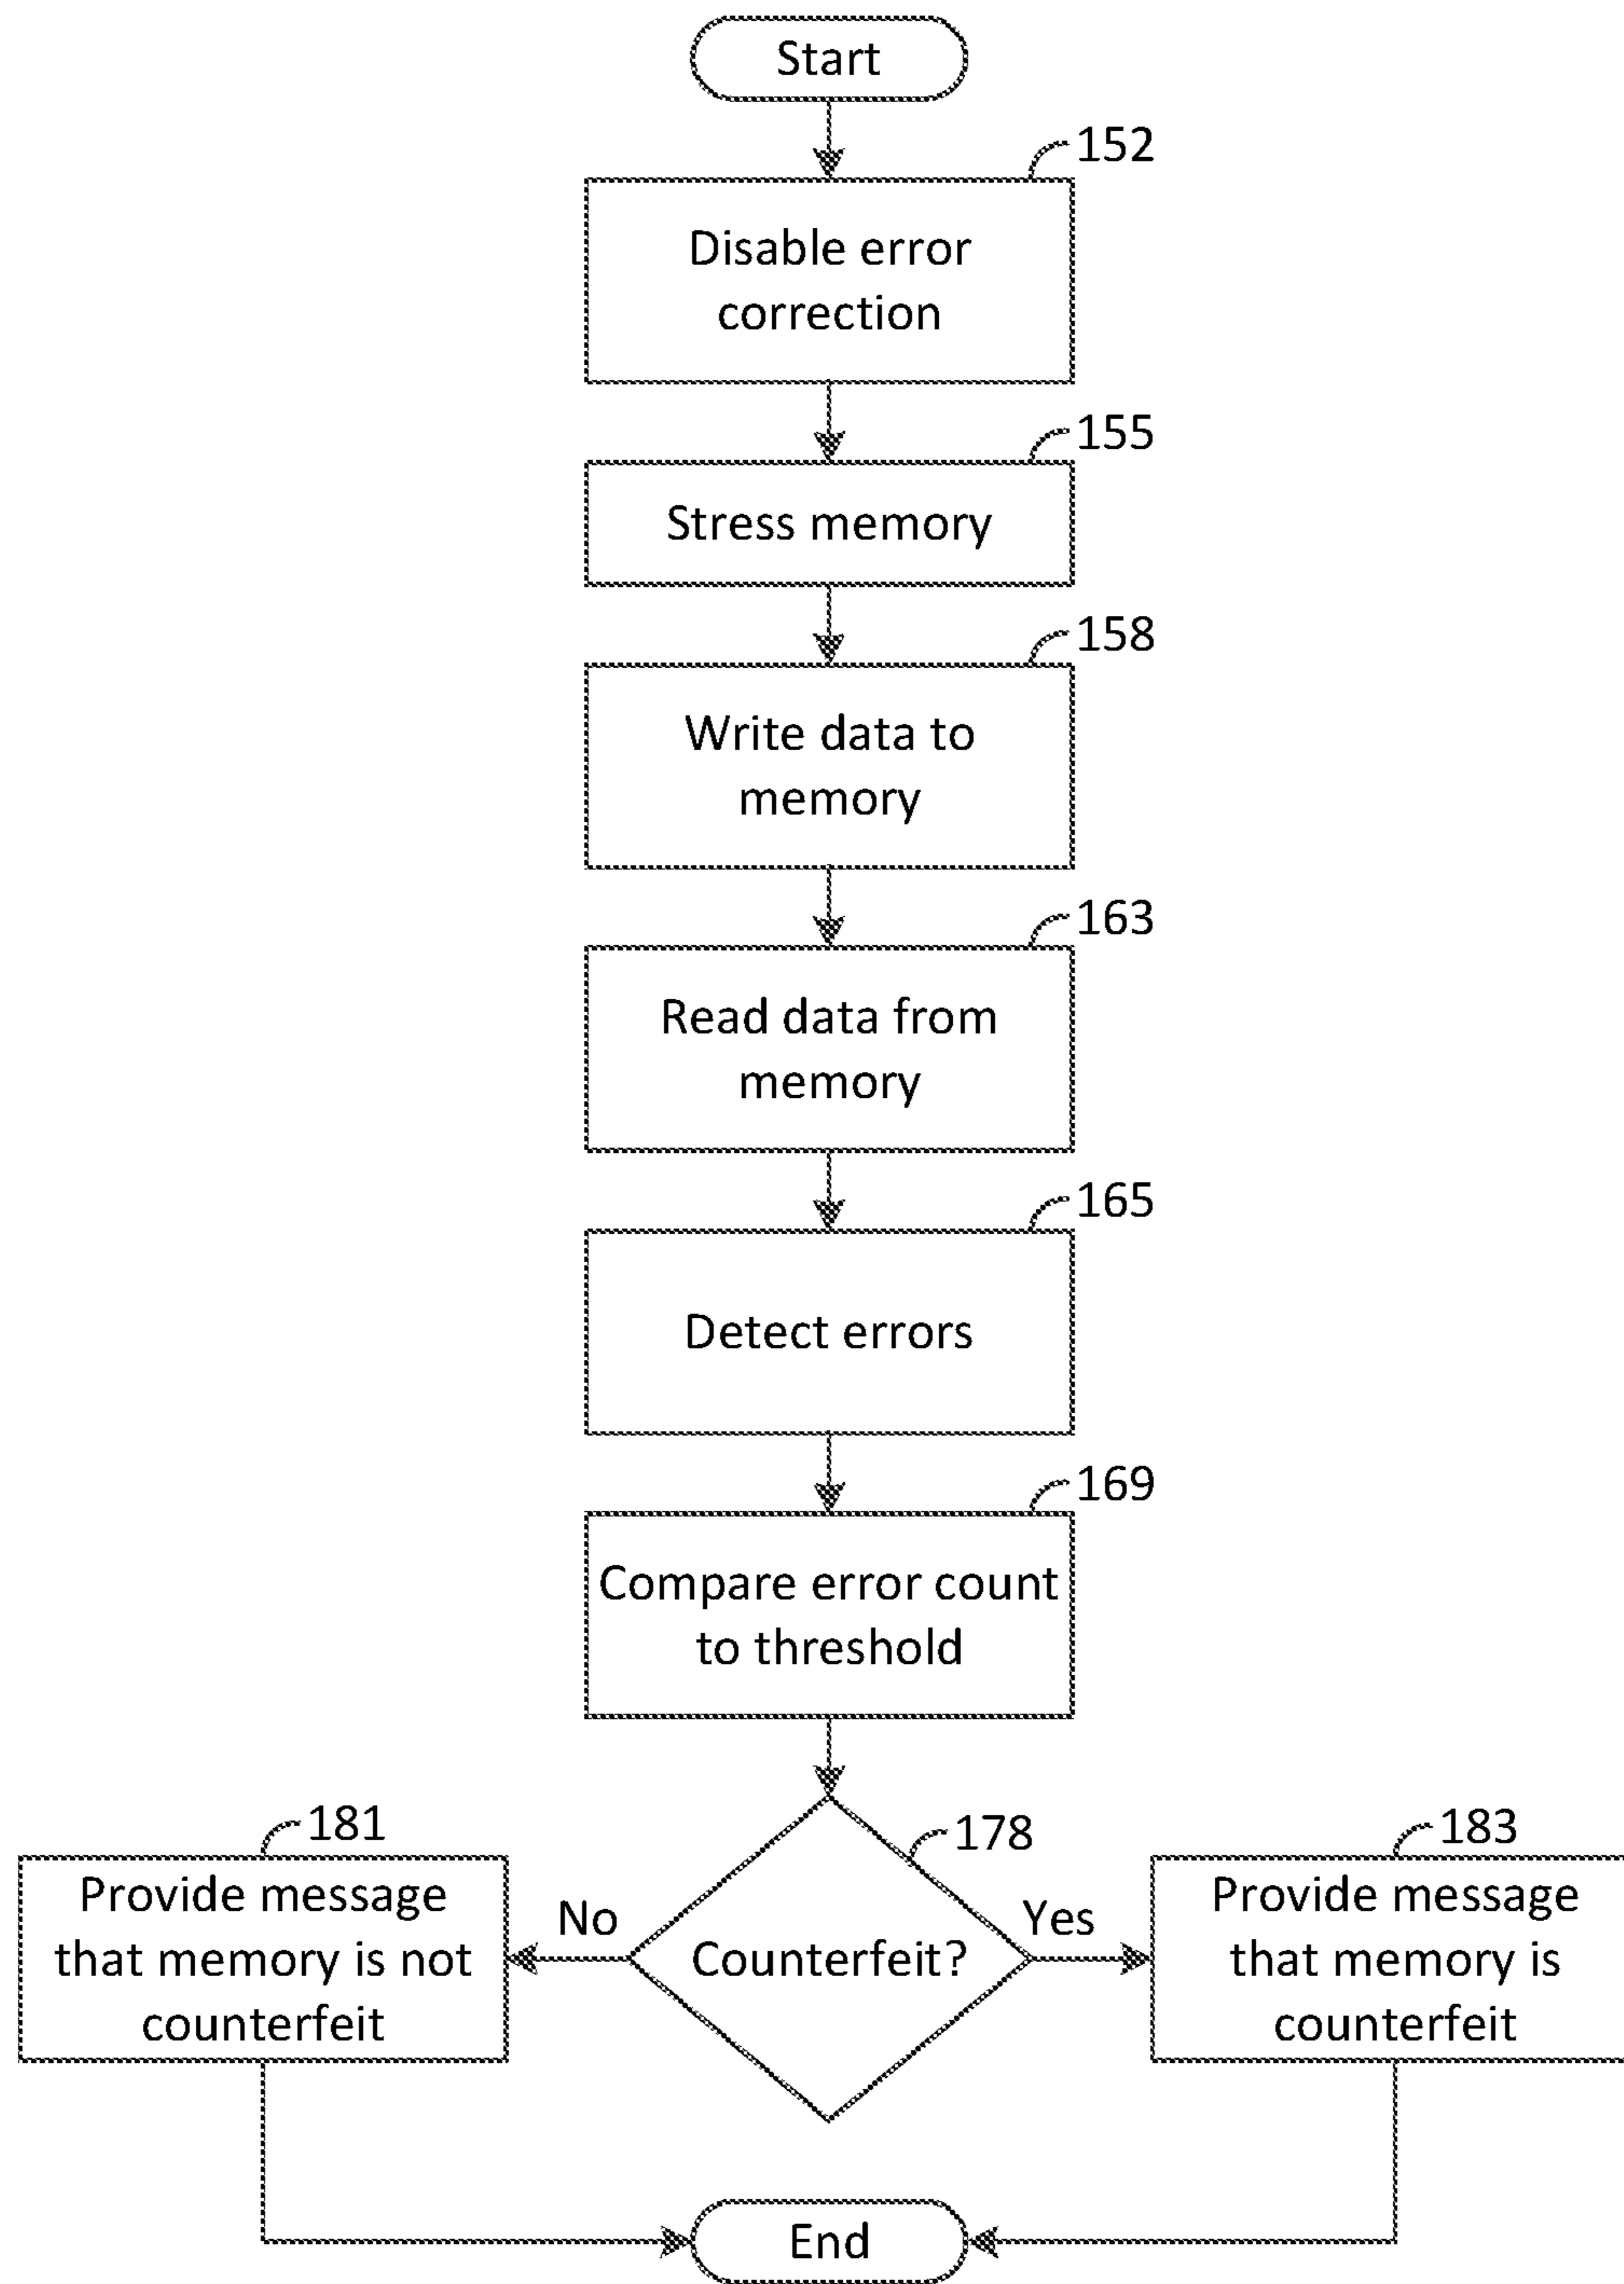 Start
152
Disable error
correction
155
Stress memory
158
Write data to
memory
163
Read data from
memory
165
Detect errors
169
Compare error count
to threshold
181
Provide message
that memory is not
counterfeit
No
178
Counterfeit?
Yes
183
Provide message
that memory is
counterfeit
End